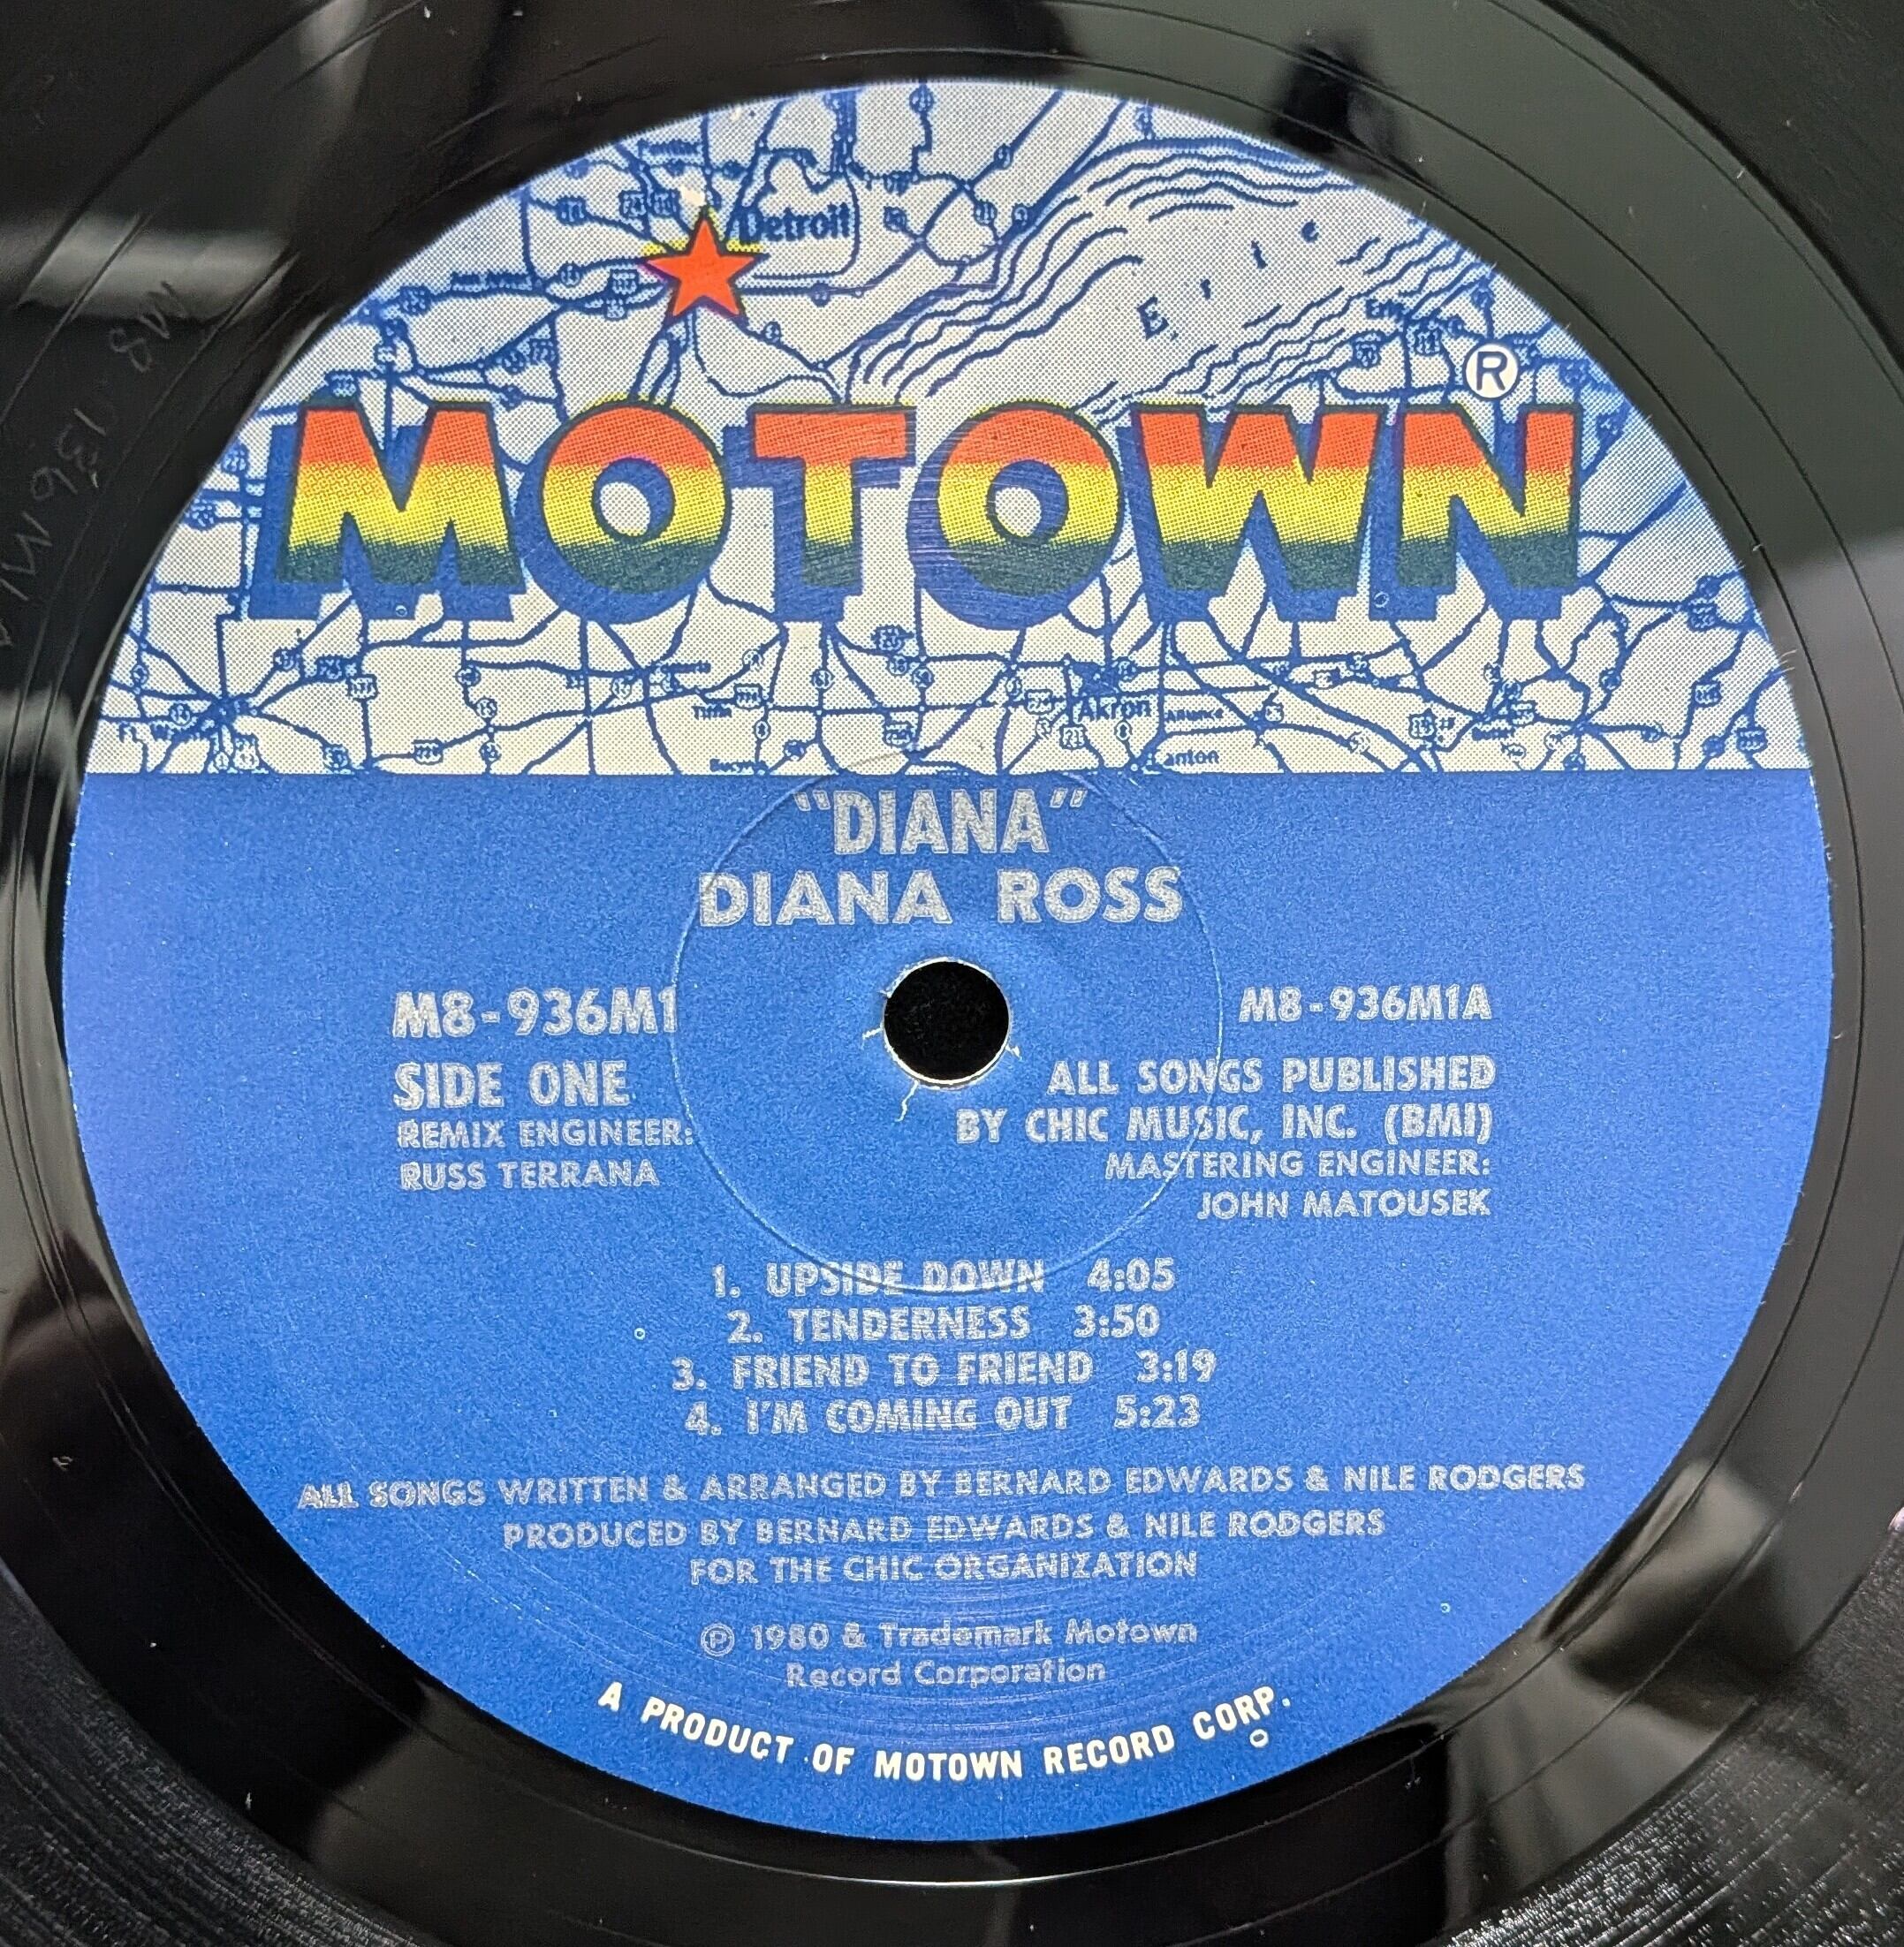 Detroit
E r i e
MOTOWN®
Akron
"DIANA"
DIANA ROSS
M8-936M1
SIDE ONE
REMIX ENGINEER:
RUSS TERRANA
M8-936M1A
ALL SONGS PUBLISHED
BY CHIC MUSIC, INC. (BMI)
MASTERING ENGINEER:
JOHN MATOUSEK
1. UPSIDE DOWN 4:05
2. TENDERNESS 3:50
3. FRIEND TO FRIEND 3:19
4. I'M COMING OUT 5:23
ALL SONGS WRITTEN & ARRANGED BY BERNARD EDWARDS & NILE RODGERS
PRODUCED BY BERNARD EDWARDS & NILE RODGERS
FOR THE CHIC ORGANIZATION
℗ 1980 & Trademark Motown
Record Corporation
A PRODUCT OF MOTOWN RECORD CORP.